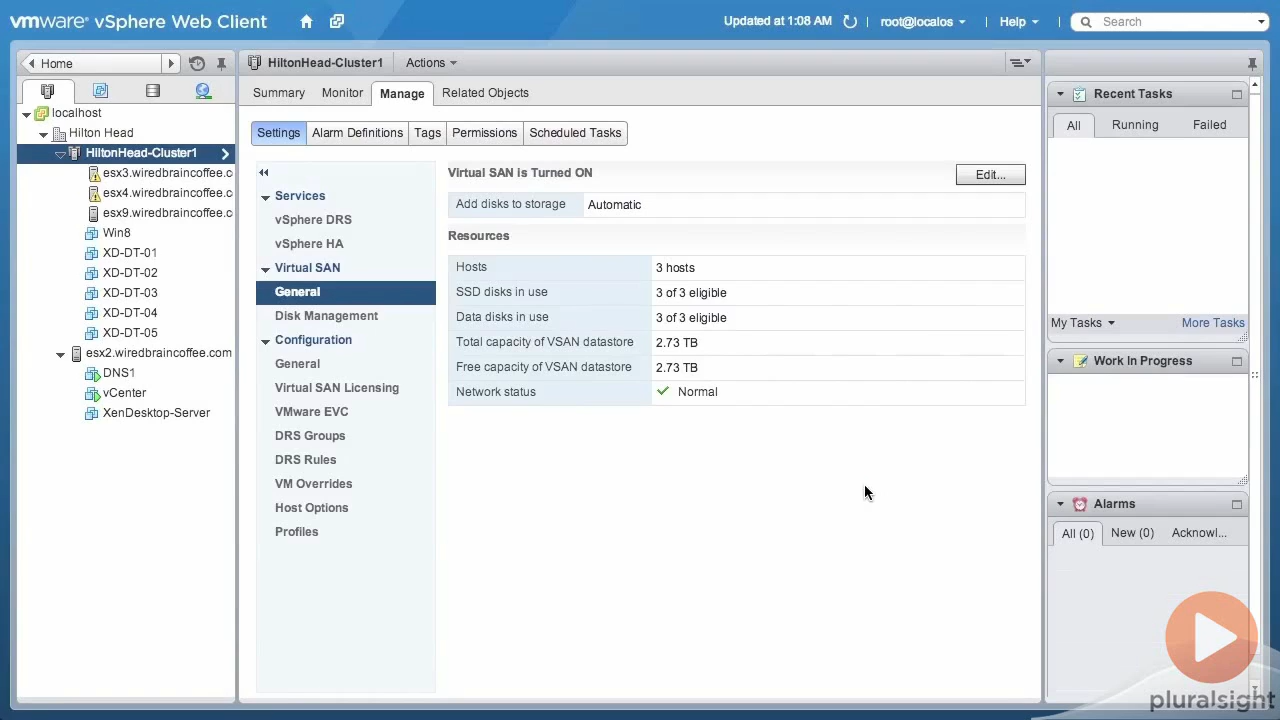 vmware vSphere Web Client
Updated at 1:08 AM
root@localos
Help
Search
Home
localhost
Hilton Head
HiltonHead-Cluster1
esx3.wiredbraincoffee.c
esx4.wiredbraincoffee.c
esx9.wiredbraincoffee.c
Win8
XD-DT-01
XD-DT-02
XD-DT-03
XD-DT-04
XD-DT-05
esx2.wiredbraincoffee.com
DNS1
vCenter
XenDesktop-Server
HiltonHead-Cluster1 Actions
Summary Monitor Manage Related Objects
Settings Alarm Definitions Tags Permissions Scheduled Tasks
Services
vSphere DRS
vSphere HA
Virtual SAN
General
Disk Management
Configuration
General
Virtual SAN Licensing
VMware EVC
DRS Groups
DRS Rules
VM Overrides
Host Options
Profiles
Virtual SAN is Turned ON
Edit...
Add disks to storage Automatic
Resources
Hosts 3 hosts
SSD disks in use 3 of 3 eligible
Data disks in use 3 of 3 eligible
Total capacity of VSAN datastore 2.73 TB
Free capacity of VSAN datastore 2.73 TB
Network status Normal
Recent Tasks
All Running Failed
My Tasks More Tasks
Work In Progress
Alarms
All (0) New (0) Acknowl...
pluralsight